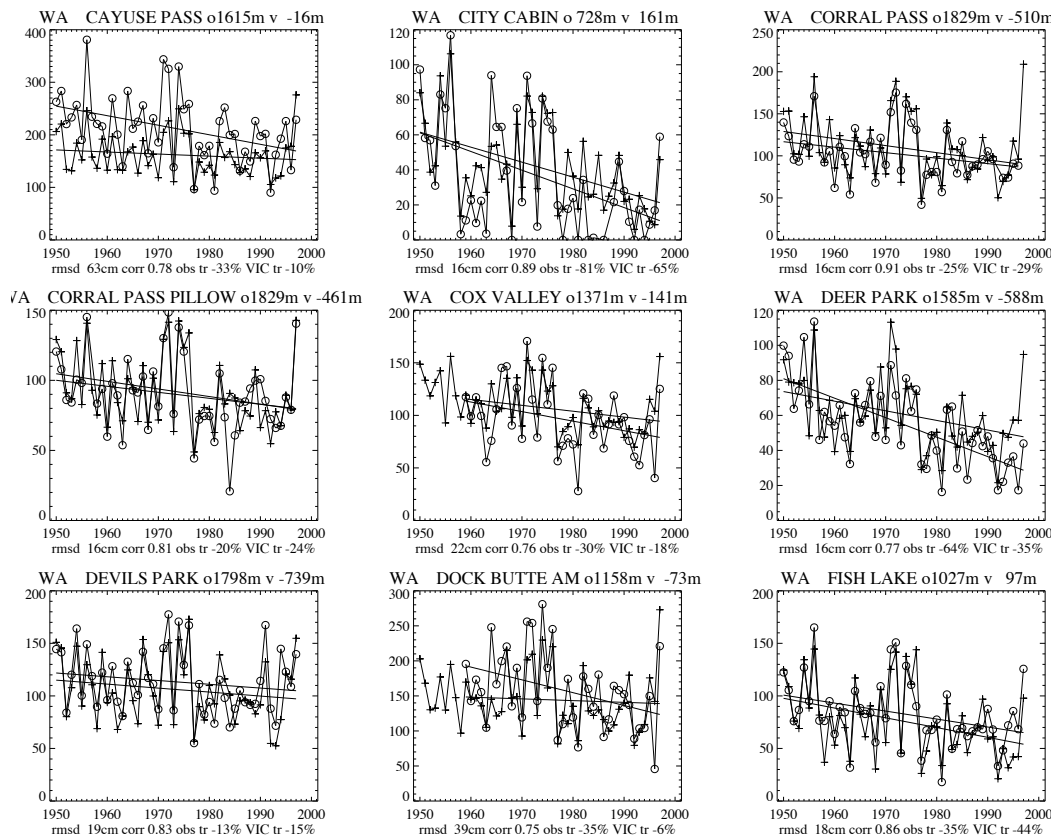 WA CAYUSE PASS o1615m v -16m
400
300
200
100
0
1950 1960 1970 1980 1990 2000
rmsd 63cm corr 0.78 obs tr -33% VIC tr -10%
WA CITY CABIN o 728m v 161m
120
100
80
60
40
20
0
1950 1960 1970 1980 1990 2000
rmsd 16cm corr 0.89 obs tr -81% VIC tr -65%
WA CORRAL PASS o1829m v -510m
250
200
150
100
50
0
1950 1960 1970 1980 1990 2000
rmsd 16cm corr 0.91 obs tr -25% VIC tr -29%
WA CORRAL PASS PILLOW o1829m v -461m
150
100
50
0
1950 1960 1970 1980 1990 2000
rmsd 16cm corr 0.81 obs tr -20% VIC tr -24%
WA COX VALLEY o1371m v -141m
200
150
100
50
0
1950 1960 1970 1980 1990 2000
rmsd 22cm corr 0.76 obs tr -30% VIC tr -18%
WA DEER PARK o1585m v -588m
120
100
80
60
40
20
0
1950 1960 1970 1980 1990 2000
rmsd 16cm corr 0.77 obs tr -64% VIC tr -35%
WA DEVILS PARK o1798m v -739m
200
150
100
50
0
1950 1960 1970 1980 1990 2000
rmsd 19cm corr 0.83 obs tr -13% VIC tr -15%
WA DOCK BUTTE AM o1158m v -73m
300
250
200
150
100
50
0
1950 1960 1970 1980 1990 2000
rmsd 39cm corr 0.75 obs tr -35% VIC tr -6%
WA FISH LAKE o1027m v 97m
200
150
100
50
0
1950 1960 1970 1980 1990 2000
rmsd 18cm corr 0.86 obs tr -35% VIC tr -44%